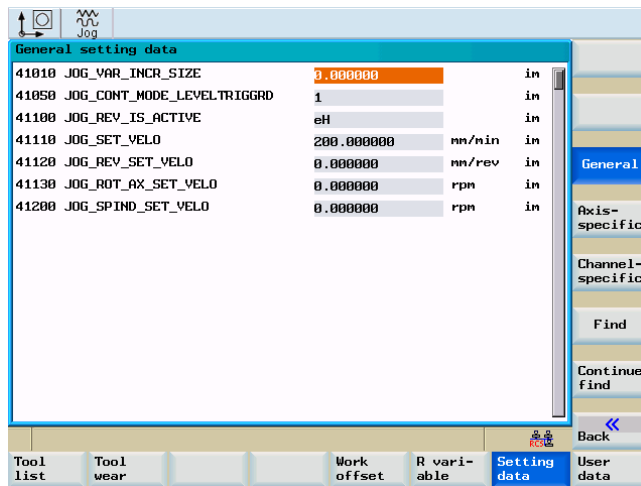 Jog
General setting data
41010 JOG_VAR_INCR_SIZE 0.000000 im
41050 JOG_CONT_MODE_LEVELTRIGGRD 1 im
41100 JOG_REV_IS_ACTIVE eH im
41110 JOG_SET_VELO 200.000000 mm/min im
41120 JOG_REV_SET_VELO 0.000000 mm/rev im
41130 JOG_ROT_AX_SET_VELO 0.000000 rpm im
41200 JOG_SPIND_SET_VELO 0.000000 rpm im
General
Axis-
specific
Channel-
specific
Find
Continue
find
Back
RCS
Tool
list
Tool
wear
Work
offset
R vari-
able
Setting
data
User
data